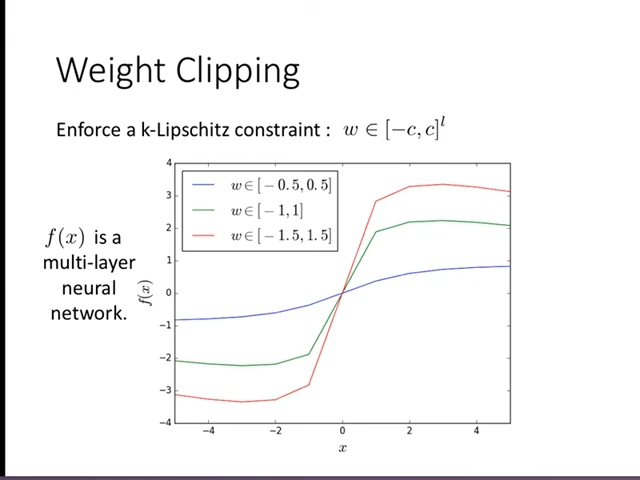 Weight Clipping
Enforce a k-Lipschitz constraint : w ∈ [−c, c]^l
f(x) is a
multi-layer
neural
network.
w ∈ [−0.5, 0.5]
w ∈ [−1, 1]
w ∈ [−1.5, 1.5]
4
3
2
1
0
−1
−2
−3
−4
f(x)
−4 −2 0 2 4
x